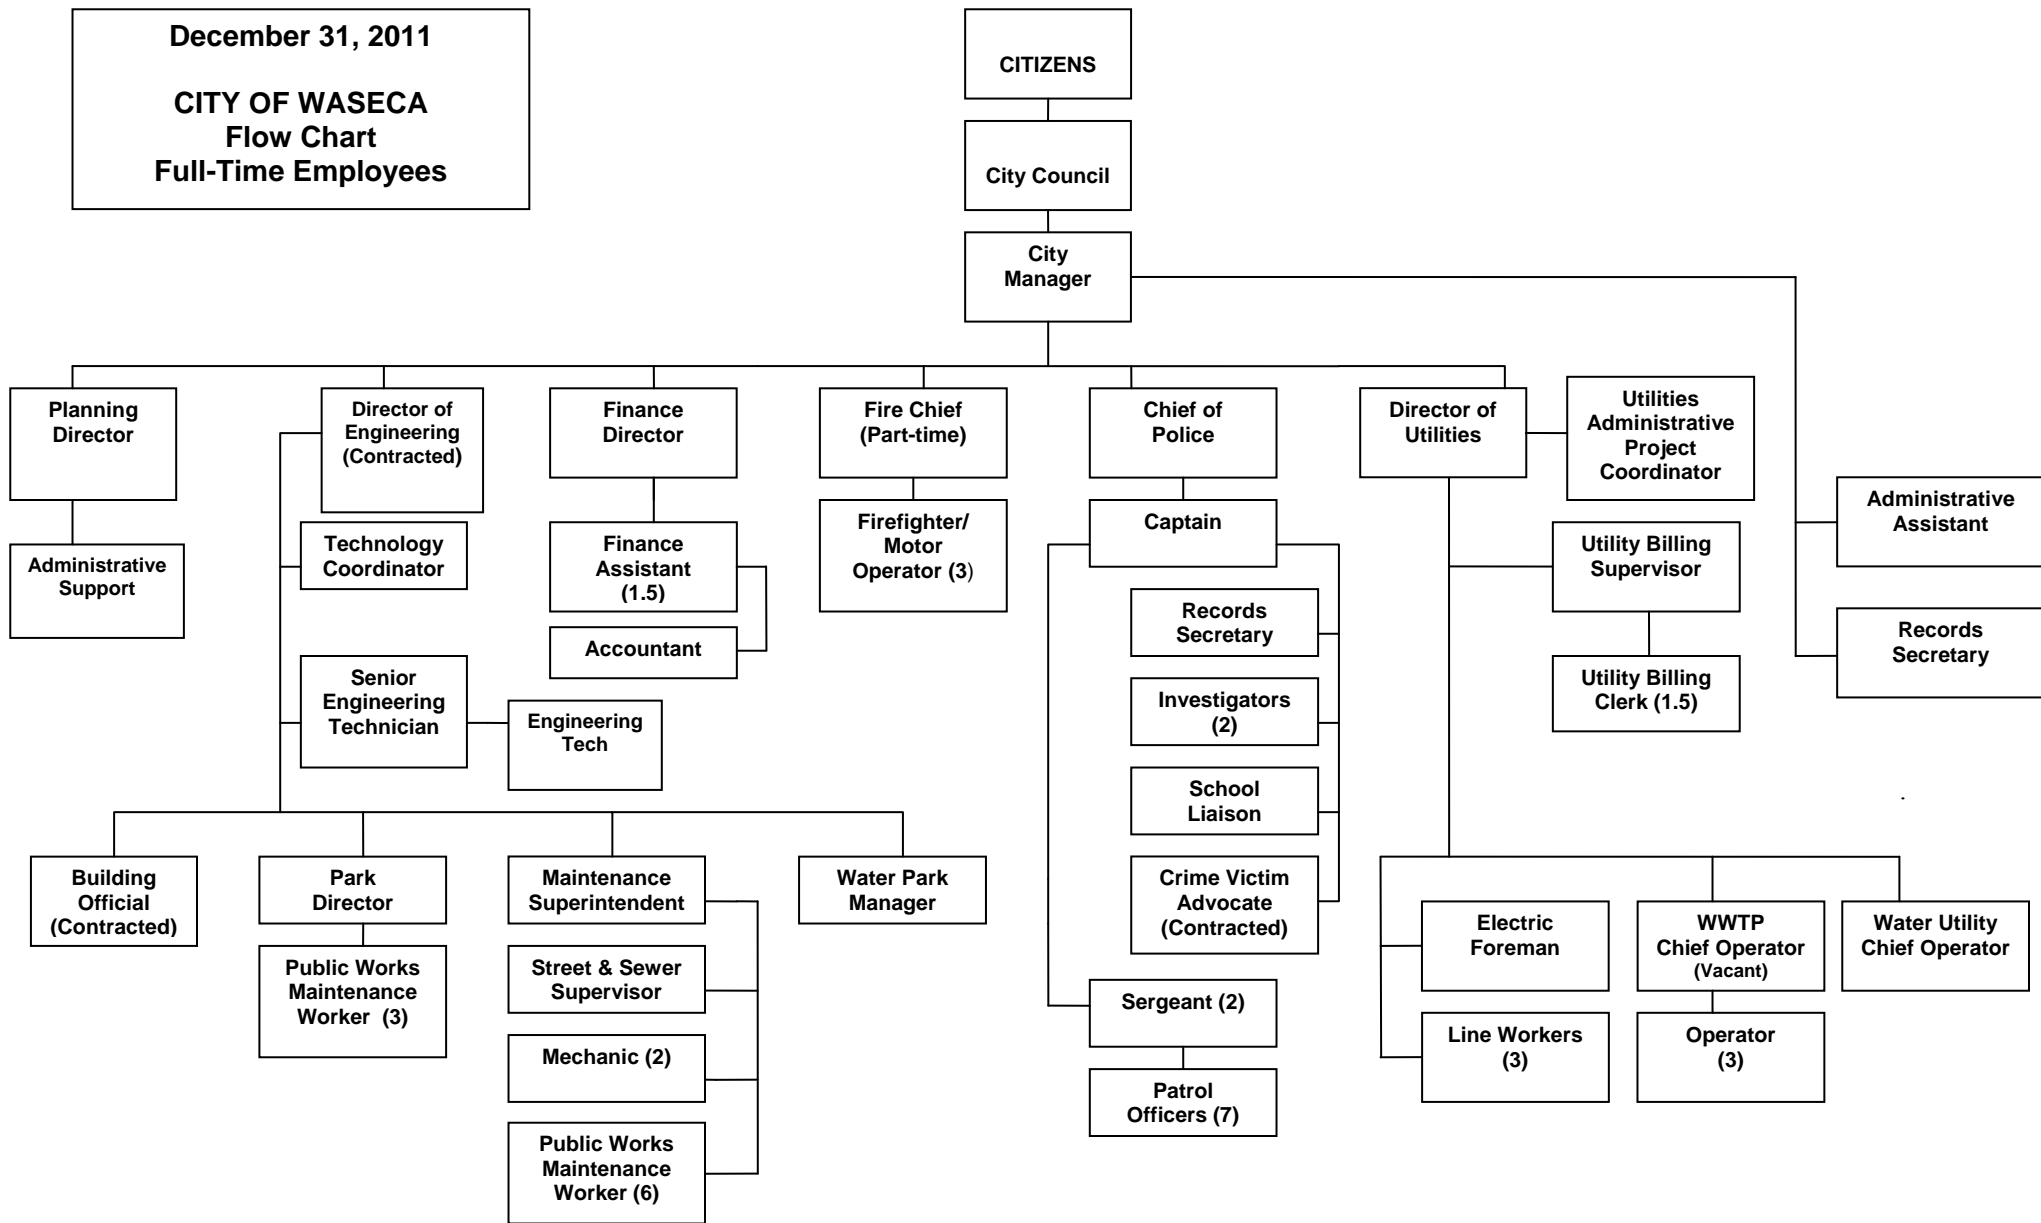 December 31, 2011
CITY OF WASECA
Flow Chart
Full-Time Employees
CITIZENS
City Council
City
Manager
Planning
Director
Administrative
Support
Director of
Engineering
(Contracted)
Technology
Coordinator
Senior
Engineering
Technician
Engineering
Tech
Building
Official
(Contracted)
Park
Director
Public Works
Maintenance
Worker (3)
Maintenance
Superintendent
Street & Sewer
Supervisor
Mechanic (2)
Public Works
Maintenance
Worker (6)
Water Park
Manager
Finance
Director
Finance
Assistant
(1.5)
Accountant
Fire Chief
(Part-time)
Firefighter/
Motor
Operator (3)
Chief of
Police
Captain
Records
Secretary
Investigators
(2)
School
Liaison
Crime Victim
Advocate
(Contracted)
Sergeant (2)
Patrol
Officers (7)
Director of
Utilities
Utilities
Administrative
Project
Coordinator
Utility Billing
Supervisor
Utility Billing
Clerk (1.5)
Electric
Foreman
Line Workers
(3)
WWTP
Chief Operator
(Vacant)
Operator
(3)
Water Utility
Chief Operator
Administrative
Assistant
Records
Secretary